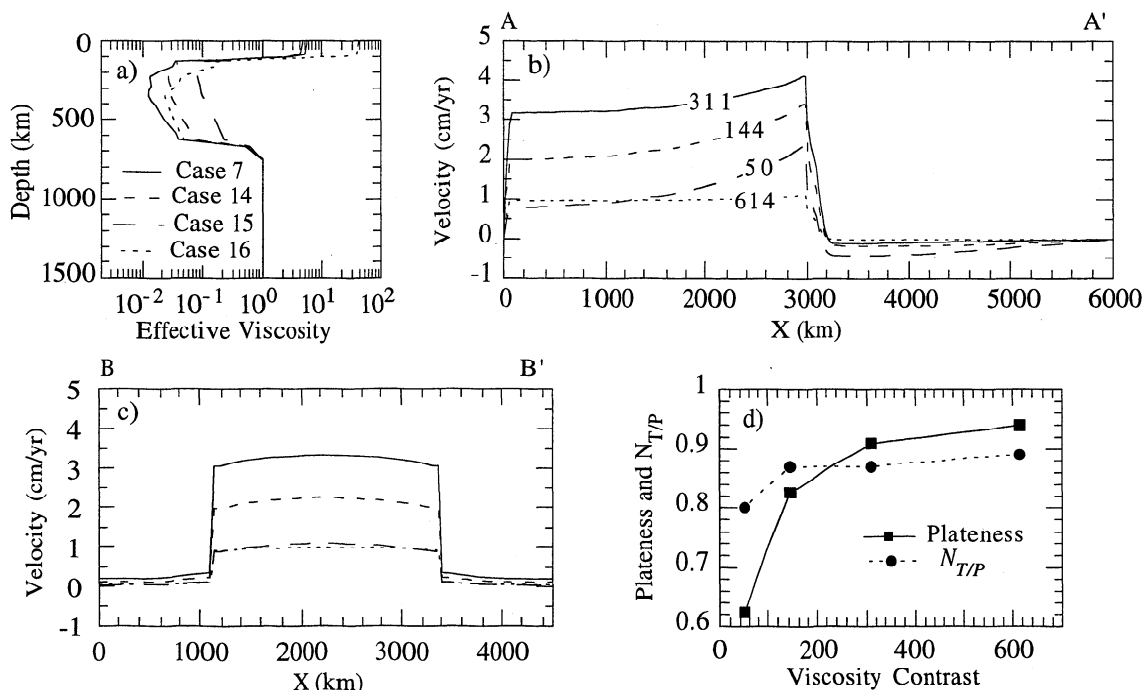 a)
0
500
1000
1500
Depth (km)
Case 7
Case 14
Case 15
Case 16
10^-2 10^-1 10^0 10^1 10^2
Effective Viscosity
A A'
b)
5
4
3
2
1
0
-1
Velocity (cm/yr)
311
144
50
614
0 1000 2000 3000 4000 5000 6000
X (km)
B B'
c)
5
4
3
2
1
0
-1
Velocity (cm/yr)
0 1000 2000 3000 4000
X (km)
d)
1
0.9
0.8
0.7
0.6
Plateness and N_T/P
Plateness
N_T/P
0 200 400 600
Viscosity Contrast